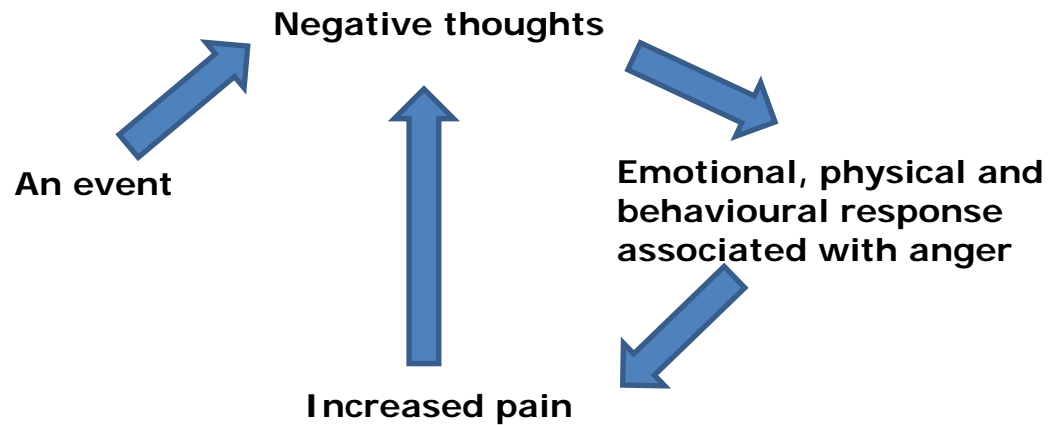 Negative thoughts
An event
Emotional, physical and
behavioural response
associated with anger
Increased pain